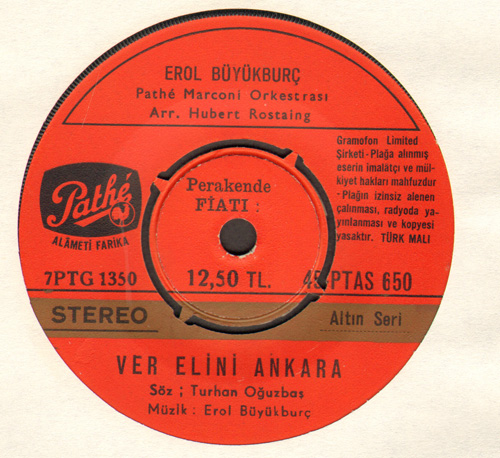 EROL BÜYÜKBURÇ
Pathé Marconi Orkestrası
Arr. Hubert Rostaing
Gramofon Limited
Şirketi-Plağa alınmış
eserin imalâtçı ve mül-
kiyet hakları mahfuzdur
-Plağın izinsiz alenen
çalınması, radyoda ya-
yınlanması ve kopyesi
yasaktır. TÜRK MALI
Pathé
ALÂMETİ FARİKA
Perakende
FİATI :
7PTG 1350
12,50 TL.
45-PTAS 650
STEREO
Altın Seri
VER ELİNİ ANKARA
Söz ; Turhan Oğuzbaş
Müzik : Erol Büyükburç